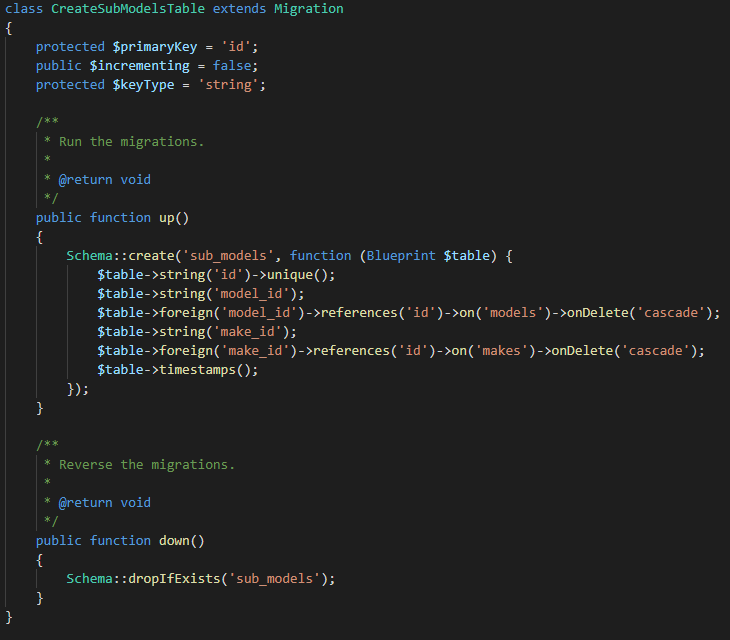 class CreateSubModelsTable extends Migration
{
    protected $primaryKey = 'id';
    public $incrementing = false;
    protected $keyType = 'string';

    /**
     * Run the migrations.
     *
     * @return void
     */
    public function up()
    {
        Schema::create('sub_models', function (Blueprint $table) {
            $table->string('id')->unique();
            $table->string('model_id');
            $table->foreign('model_id')->references('id')->on('models')->onDelete('cascade');
            $table->string('make_id');
            $table->foreign('make_id')->references('id')->on('makes')->onDelete('cascade');
            $table->timestamps();
        });
    }

    /**
     * Reverse the migrations.
     *
     * @return void
     */
    public function down()
    {
        Schema::dropIfExists('sub_models');
    }
}